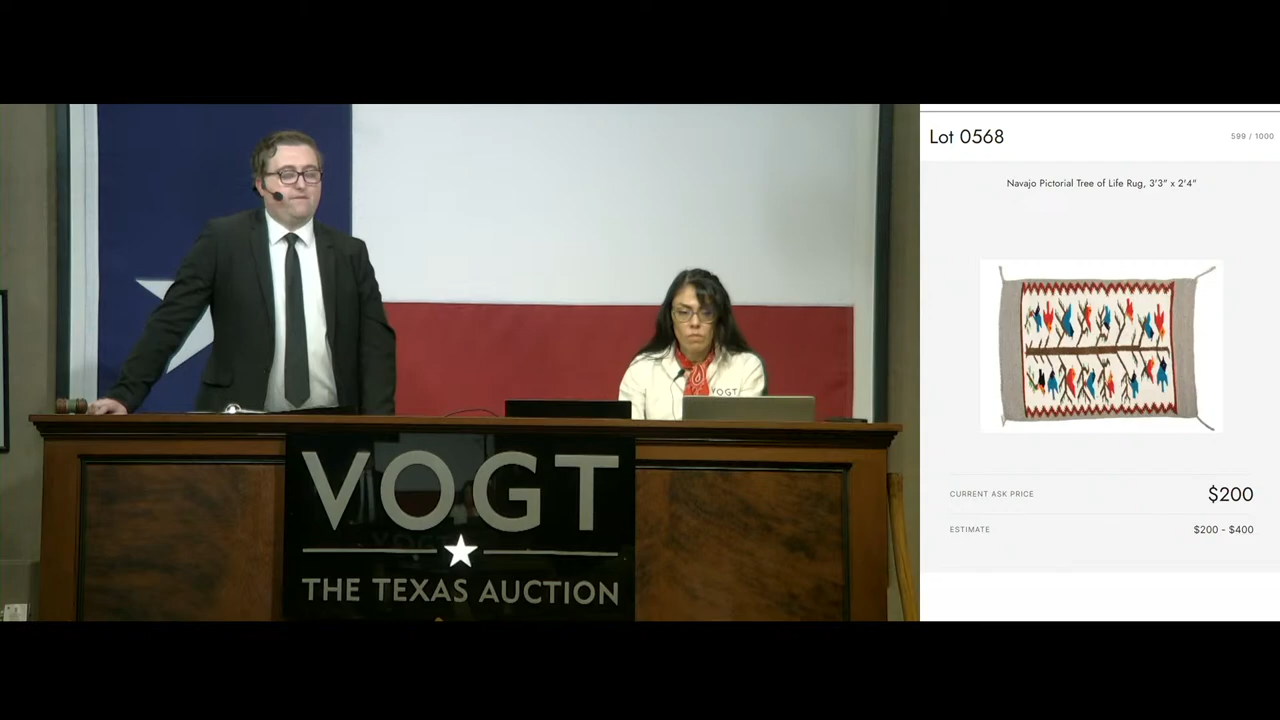 VOGT
VOGT
THE TEXAS AUCTION
Lot 0568
599 / 1000
Navajo Pictorial Tree of Life Rug, 3'3" x 2'4"
CURRENT ASK PRICE
$200
ESTIMATE
$200 - $400